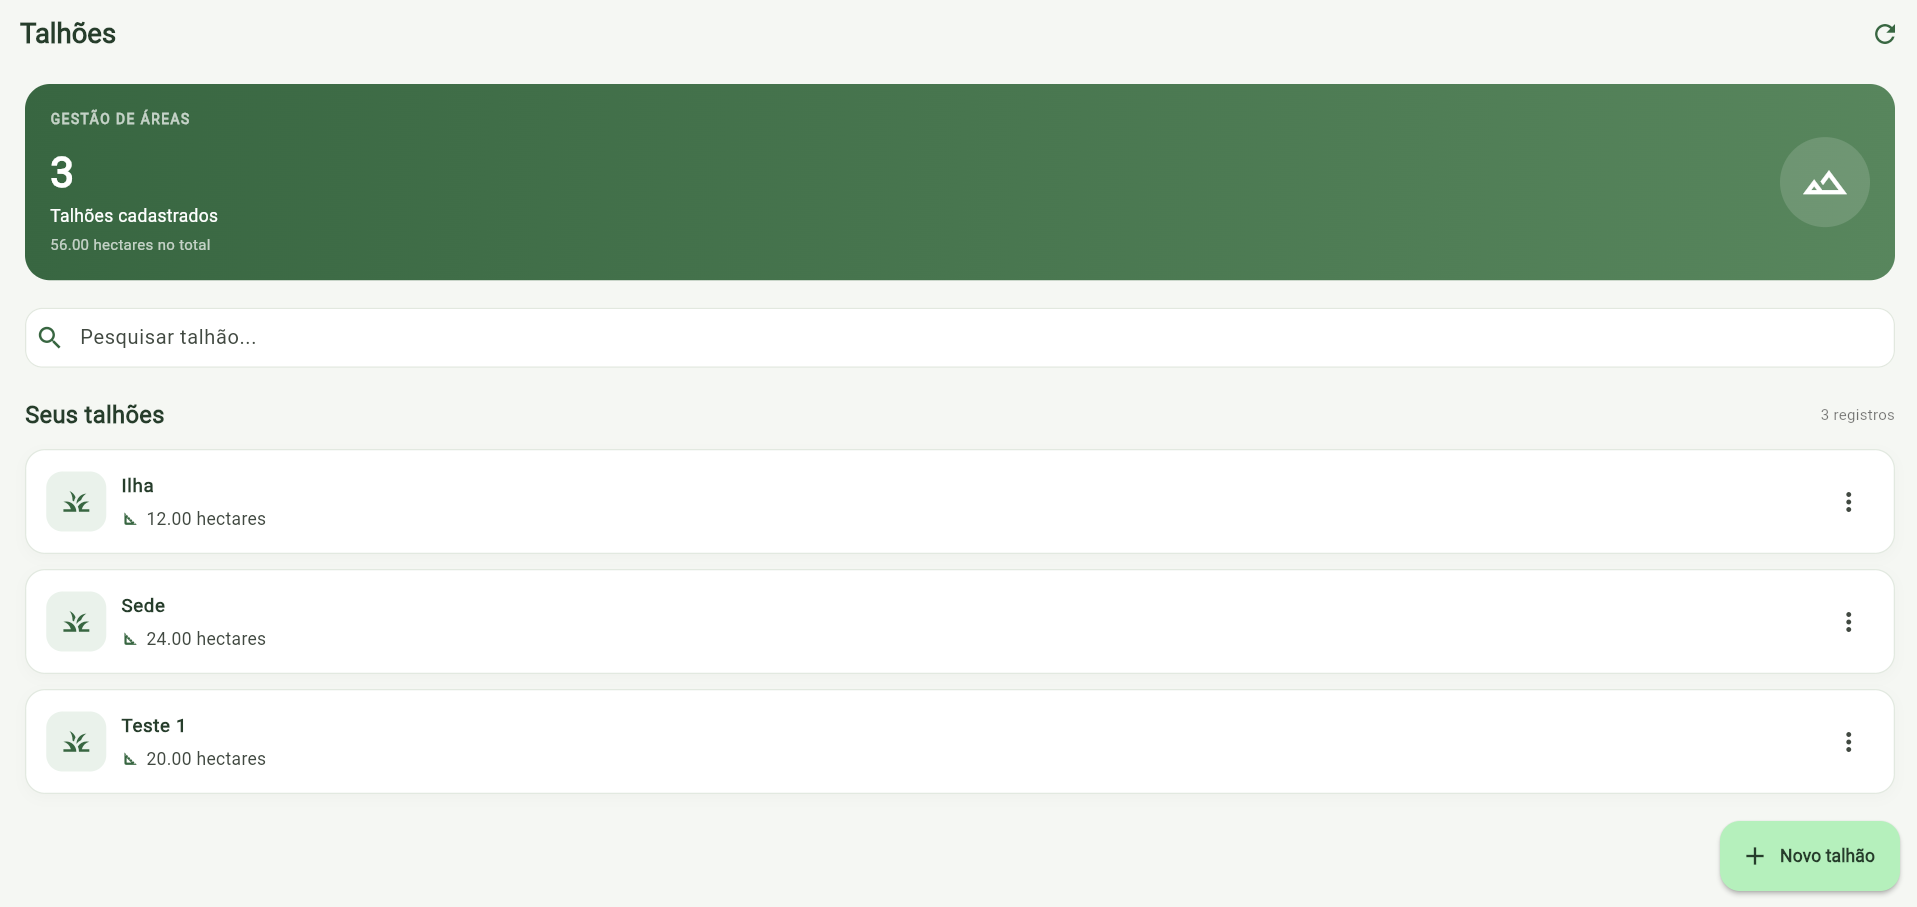 Talhões
GESTÃO DE ÁREAS
3
Talhões cadastrados
56.00 hectares no total
Pesquisar talhão...
Seus talhões
3 registros
Ilha
12.00 hectares
Sede
24.00 hectares
Teste 1
20.00 hectares
Novo talhão